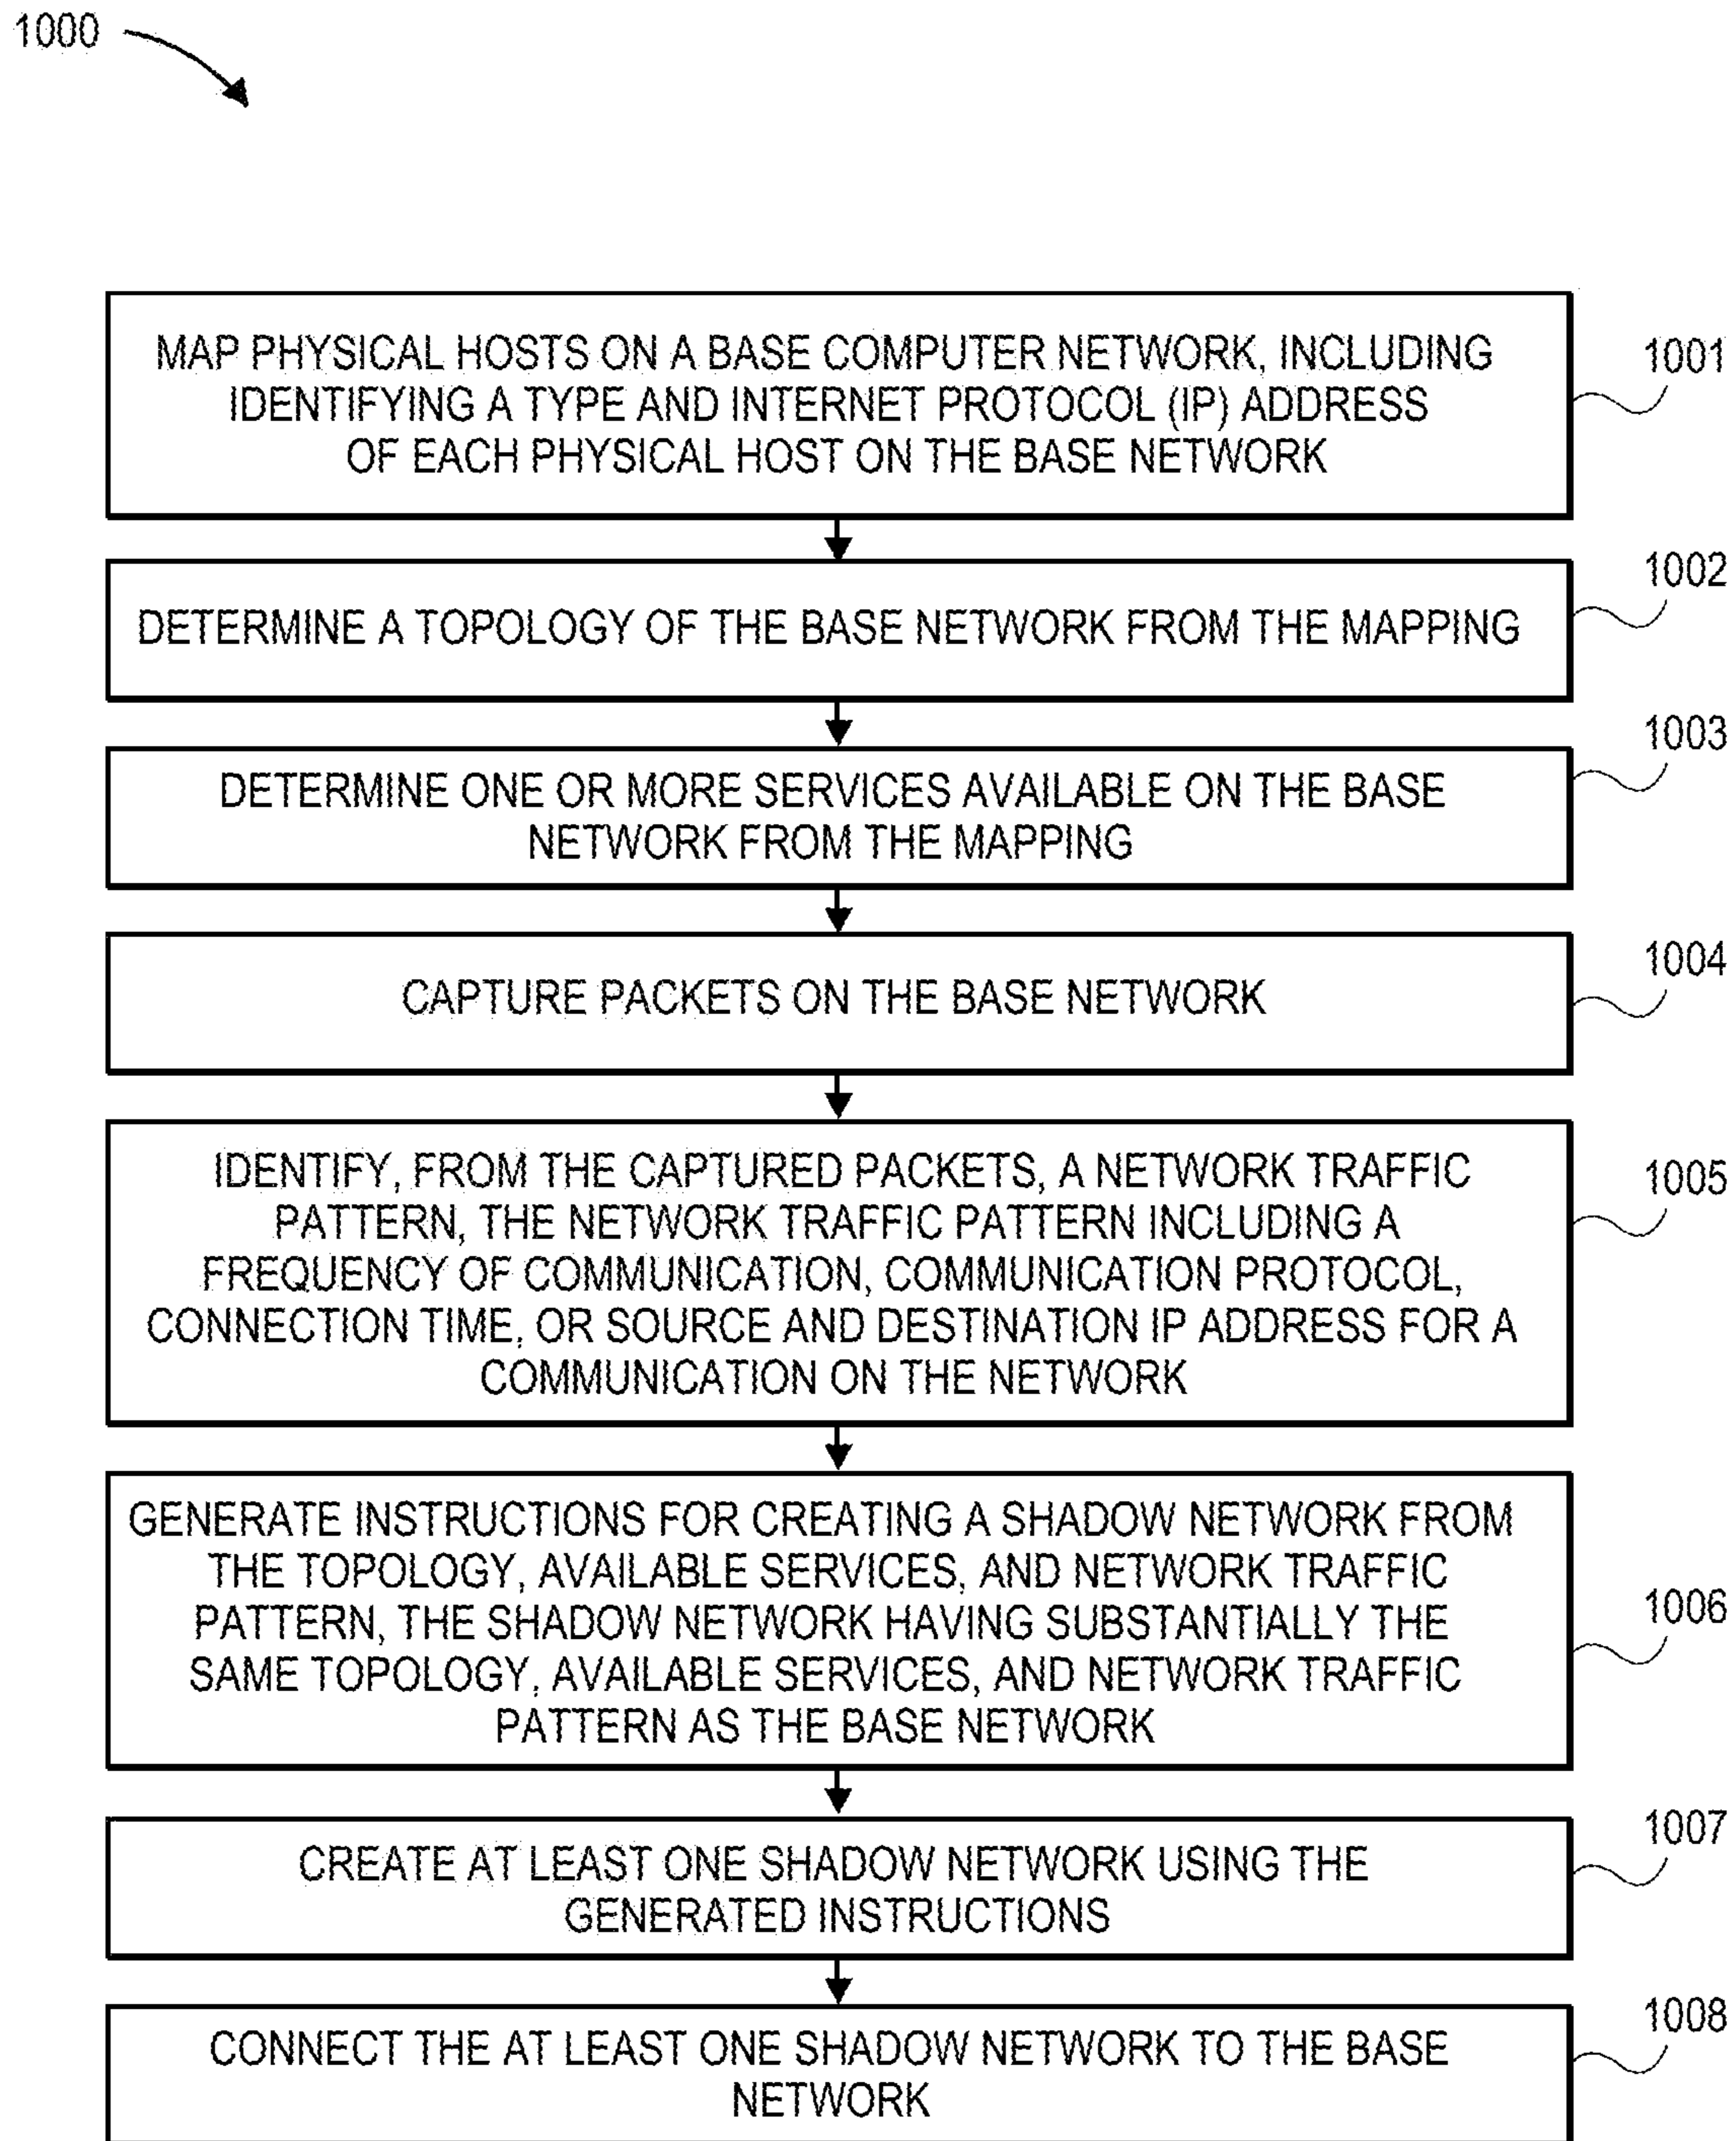 1000
MAP PHYSICAL HOSTS ON A BASE COMPUTER NETWORK, INCLUDING
IDENTIFYING A TYPE AND INTERNET PROTOCOL (IP) ADDRESS
OF EACH PHYSICAL HOST ON THE BASE NETWORK
1001
DETERMINE A TOPOLOGY OF THE BASE NETWORK FROM THE MAPPING
1002
DETERMINE ONE OR MORE SERVICES AVAILABLE ON THE BASE
NETWORK FROM THE MAPPING
1003
CAPTURE PACKETS ON THE BASE NETWORK
1004
IDENTIFY, FROM THE CAPTURED PACKETS, A NETWORK TRAFFIC
PATTERN, THE NETWORK TRAFFIC PATTERN INCLUDING A
FREQUENCY OF COMMUNICATION, COMMUNICATION PROTOCOL,
CONNECTION TIME, OR SOURCE AND DESTINATION IP ADDRESS FOR A
COMMUNICATION ON THE NETWORK
1005
GENERATE INSTRUCTIONS FOR CREATING A SHADOW NETWORK FROM
THE TOPOLOGY, AVAILABLE SERVICES, AND NETWORK TRAFFIC
PATTERN, THE SHADOW NETWORK HAVING SUBSTANTIALLY THE
SAME TOPOLOGY, AVAILABLE SERVICES, AND NETWORK TRAFFIC
PATTERN AS THE BASE NETWORK
1006
CREATE AT LEAST ONE SHADOW NETWORK USING THE
GENERATED INSTRUCTIONS
1007
CONNECT THE AT LEAST ONE SHADOW NETWORK TO THE BASE
NETWORK
1008